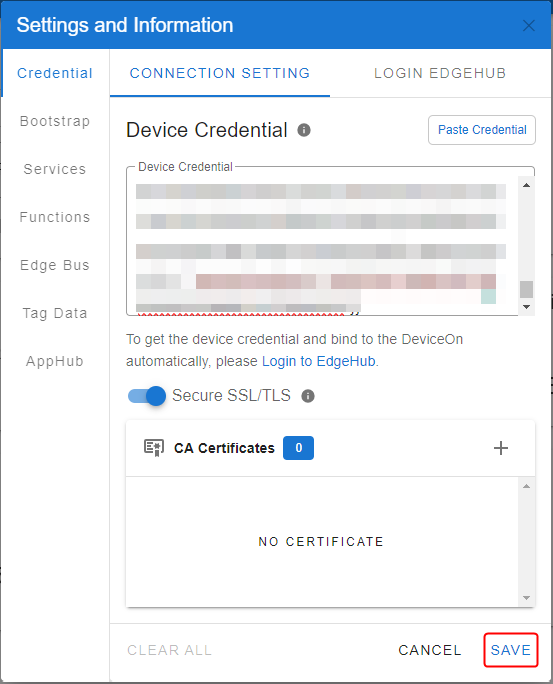 Settings and Information
Credential
Bootstrap
Services
Functions
Edge Bus
Tag Data
AppHub
CONNECTION SETTING
LOGIN EDGEHUB
Device Credential
Paste Credential
Device Credential
To get the device credential and bind to the DeviceOn
automatically, please Login to EdgeHub.
Secure SSL/TLS
CA Certificates 0
NO CERTIFICATE
CLEAR ALL
CANCEL
SAVE